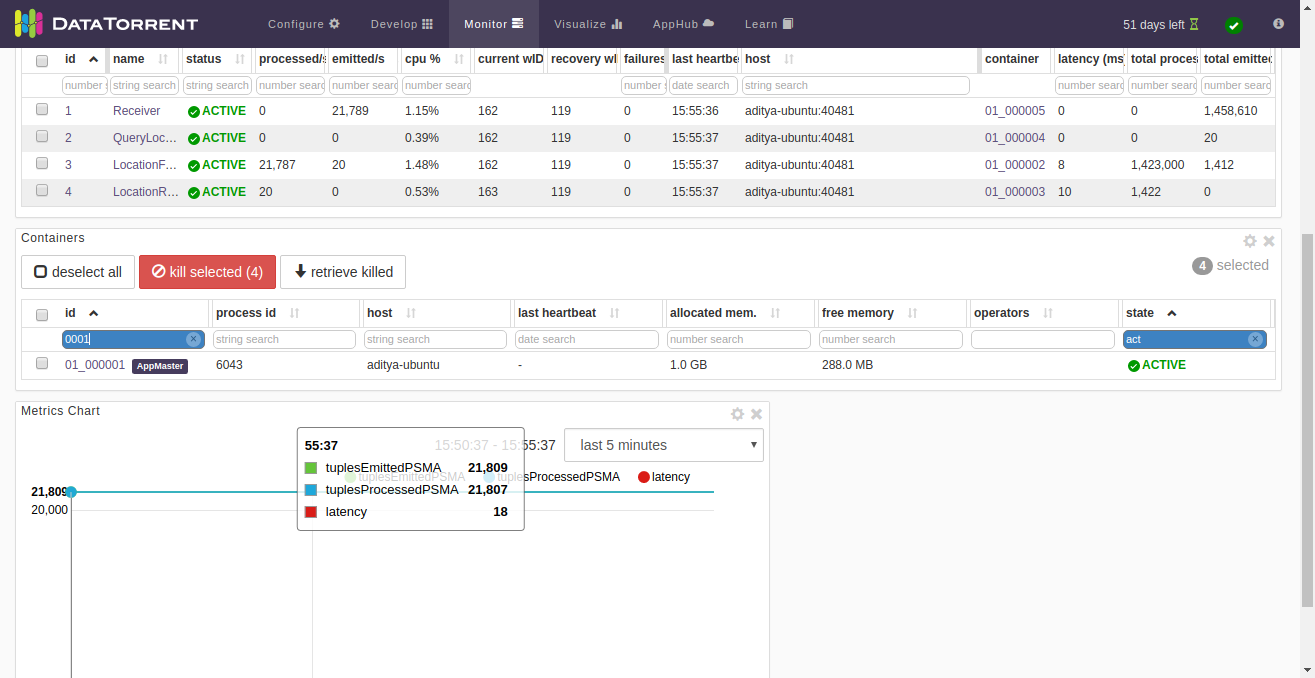 DATATORRENT Configure Develop Monitor Visualize AppHub Learn 51 days left
id name status processed/s emitted/s cpu % current wID recovery wI failures last heartbe host container latency (ms total proces total emitte
number s string search string search number searc number searc number searc number s date search string search number searc number searc number searc
1 Receiver ACTIVE 0 21,789 1.15% 162 119 0 15:55:36 aditya-ubuntu:40481 01_000005 0 0 1,458,610
2 QueryLoc... ACTIVE 0 0 0.39% 162 119 0 15:55:37 aditya-ubuntu:40481 01_000004 0 0 20
3 LocationF... ACTIVE 21,787 20 1.48% 162 119 0 15:55:37 aditya-ubuntu:40481 01_000002 8 1,423,000 1,412
4 LocationR... ACTIVE 20 0 0.53% 163 119 0 15:55:37 aditya-ubuntu:40481 01_000003 10 1,422 0
Containers
deselect all kill selected (4) retrieve killed 4 selected
id process id host last heartbeat allocated mem. free memory operators state
0001 string search string search date search number search number search act
01_000001 AppMaster 6043 aditya-ubuntu - 1.0 GB 288.0 MB ACTIVE
Metrics Chart
55:37 15:50:37 - 15:55:37 last 5 minutes
tuplesEmittedPSMA 21,809
tuplesEmittedPSMA tuplesProcessedPSMA latency
tuplesProcessedPSMA 21,807
21,809
latency 18
20,000